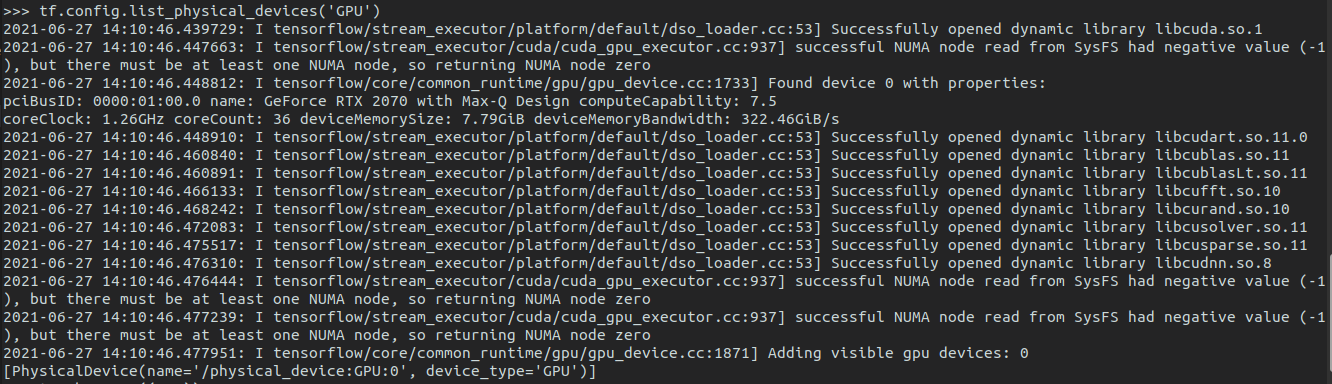 >>> tf.config.list_physical_devices('GPU')
2021-06-27 14:10:46.439729: I tensorflow/stream_executor/platform/default/dso_loader.cc:53] Successfully opened dynamic library libcuda.so.1
2021-06-27 14:10:46.447663: I tensorflow/stream_executor/cuda/cuda_gpu_executor.cc:937] successful NUMA node read from SysFS had negative value (-1
), but there must be at least one NUMA node, so returning NUMA node zero
2021-06-27 14:10:46.448812: I tensorflow/core/common_runtime/gpu/gpu_device.cc:1733] Found device 0 with properties:
pciBusID: 0000:01:00.0 name: GeForce RTX 2070 with Max-Q Design computeCapability: 7.5
coreClock: 1.26GHz coreCount: 36 deviceMemorySize: 7.79GiB deviceMemoryBandwidth: 322.46GiB/s
2021-06-27 14:10:46.448910: I tensorflow/stream_executor/platform/default/dso_loader.cc:53] Successfully opened dynamic library libcudart.so.11.0
2021-06-27 14:10:46.460840: I tensorflow/stream_executor/platform/default/dso_loader.cc:53] Successfully opened dynamic library libcublas.so.11
2021-06-27 14:10:46.460891: I tensorflow/stream_executor/platform/default/dso_loader.cc:53] Successfully opened dynamic library libcublasLt.so.11
2021-06-27 14:10:46.466133: I tensorflow/stream_executor/platform/default/dso_loader.cc:53] Successfully opened dynamic library libcufft.so.10
2021-06-27 14:10:46.468242: I tensorflow/stream_executor/platform/default/dso_loader.cc:53] Successfully opened dynamic library libcurand.so.10
2021-06-27 14:10:46.472083: I tensorflow/stream_executor/platform/default/dso_loader.cc:53] Successfully opened dynamic library libcusolver.so.11
2021-06-27 14:10:46.475517: I tensorflow/stream_executor/platform/default/dso_loader.cc:53] Successfully opened dynamic library libcusparse.so.11
2021-06-27 14:10:46.476310: I tensorflow/stream_executor/platform/default/dso_loader.cc:53] Successfully opened dynamic library libcudnn.so.8
2021-06-27 14:10:46.476444: I tensorflow/stream_executor/cuda/cuda_gpu_executor.cc:937] successful NUMA node read from SysFS had negative value (-1
), but there must be at least one NUMA node, so returning NUMA node zero
2021-06-27 14:10:46.477239: I tensorflow/stream_executor/cuda/cuda_gpu_executor.cc:937] successful NUMA node read from SysFS had negative value (-1
), but there must be at least one NUMA node, so returning NUMA node zero
2021-06-27 14:10:46.477951: I tensorflow/core/common_runtime/gpu/gpu_device.cc:1871] Adding visible gpu devices: 0
[PhysicalDevice(name='/physical_device:GPU:0', device_type='GPU')]